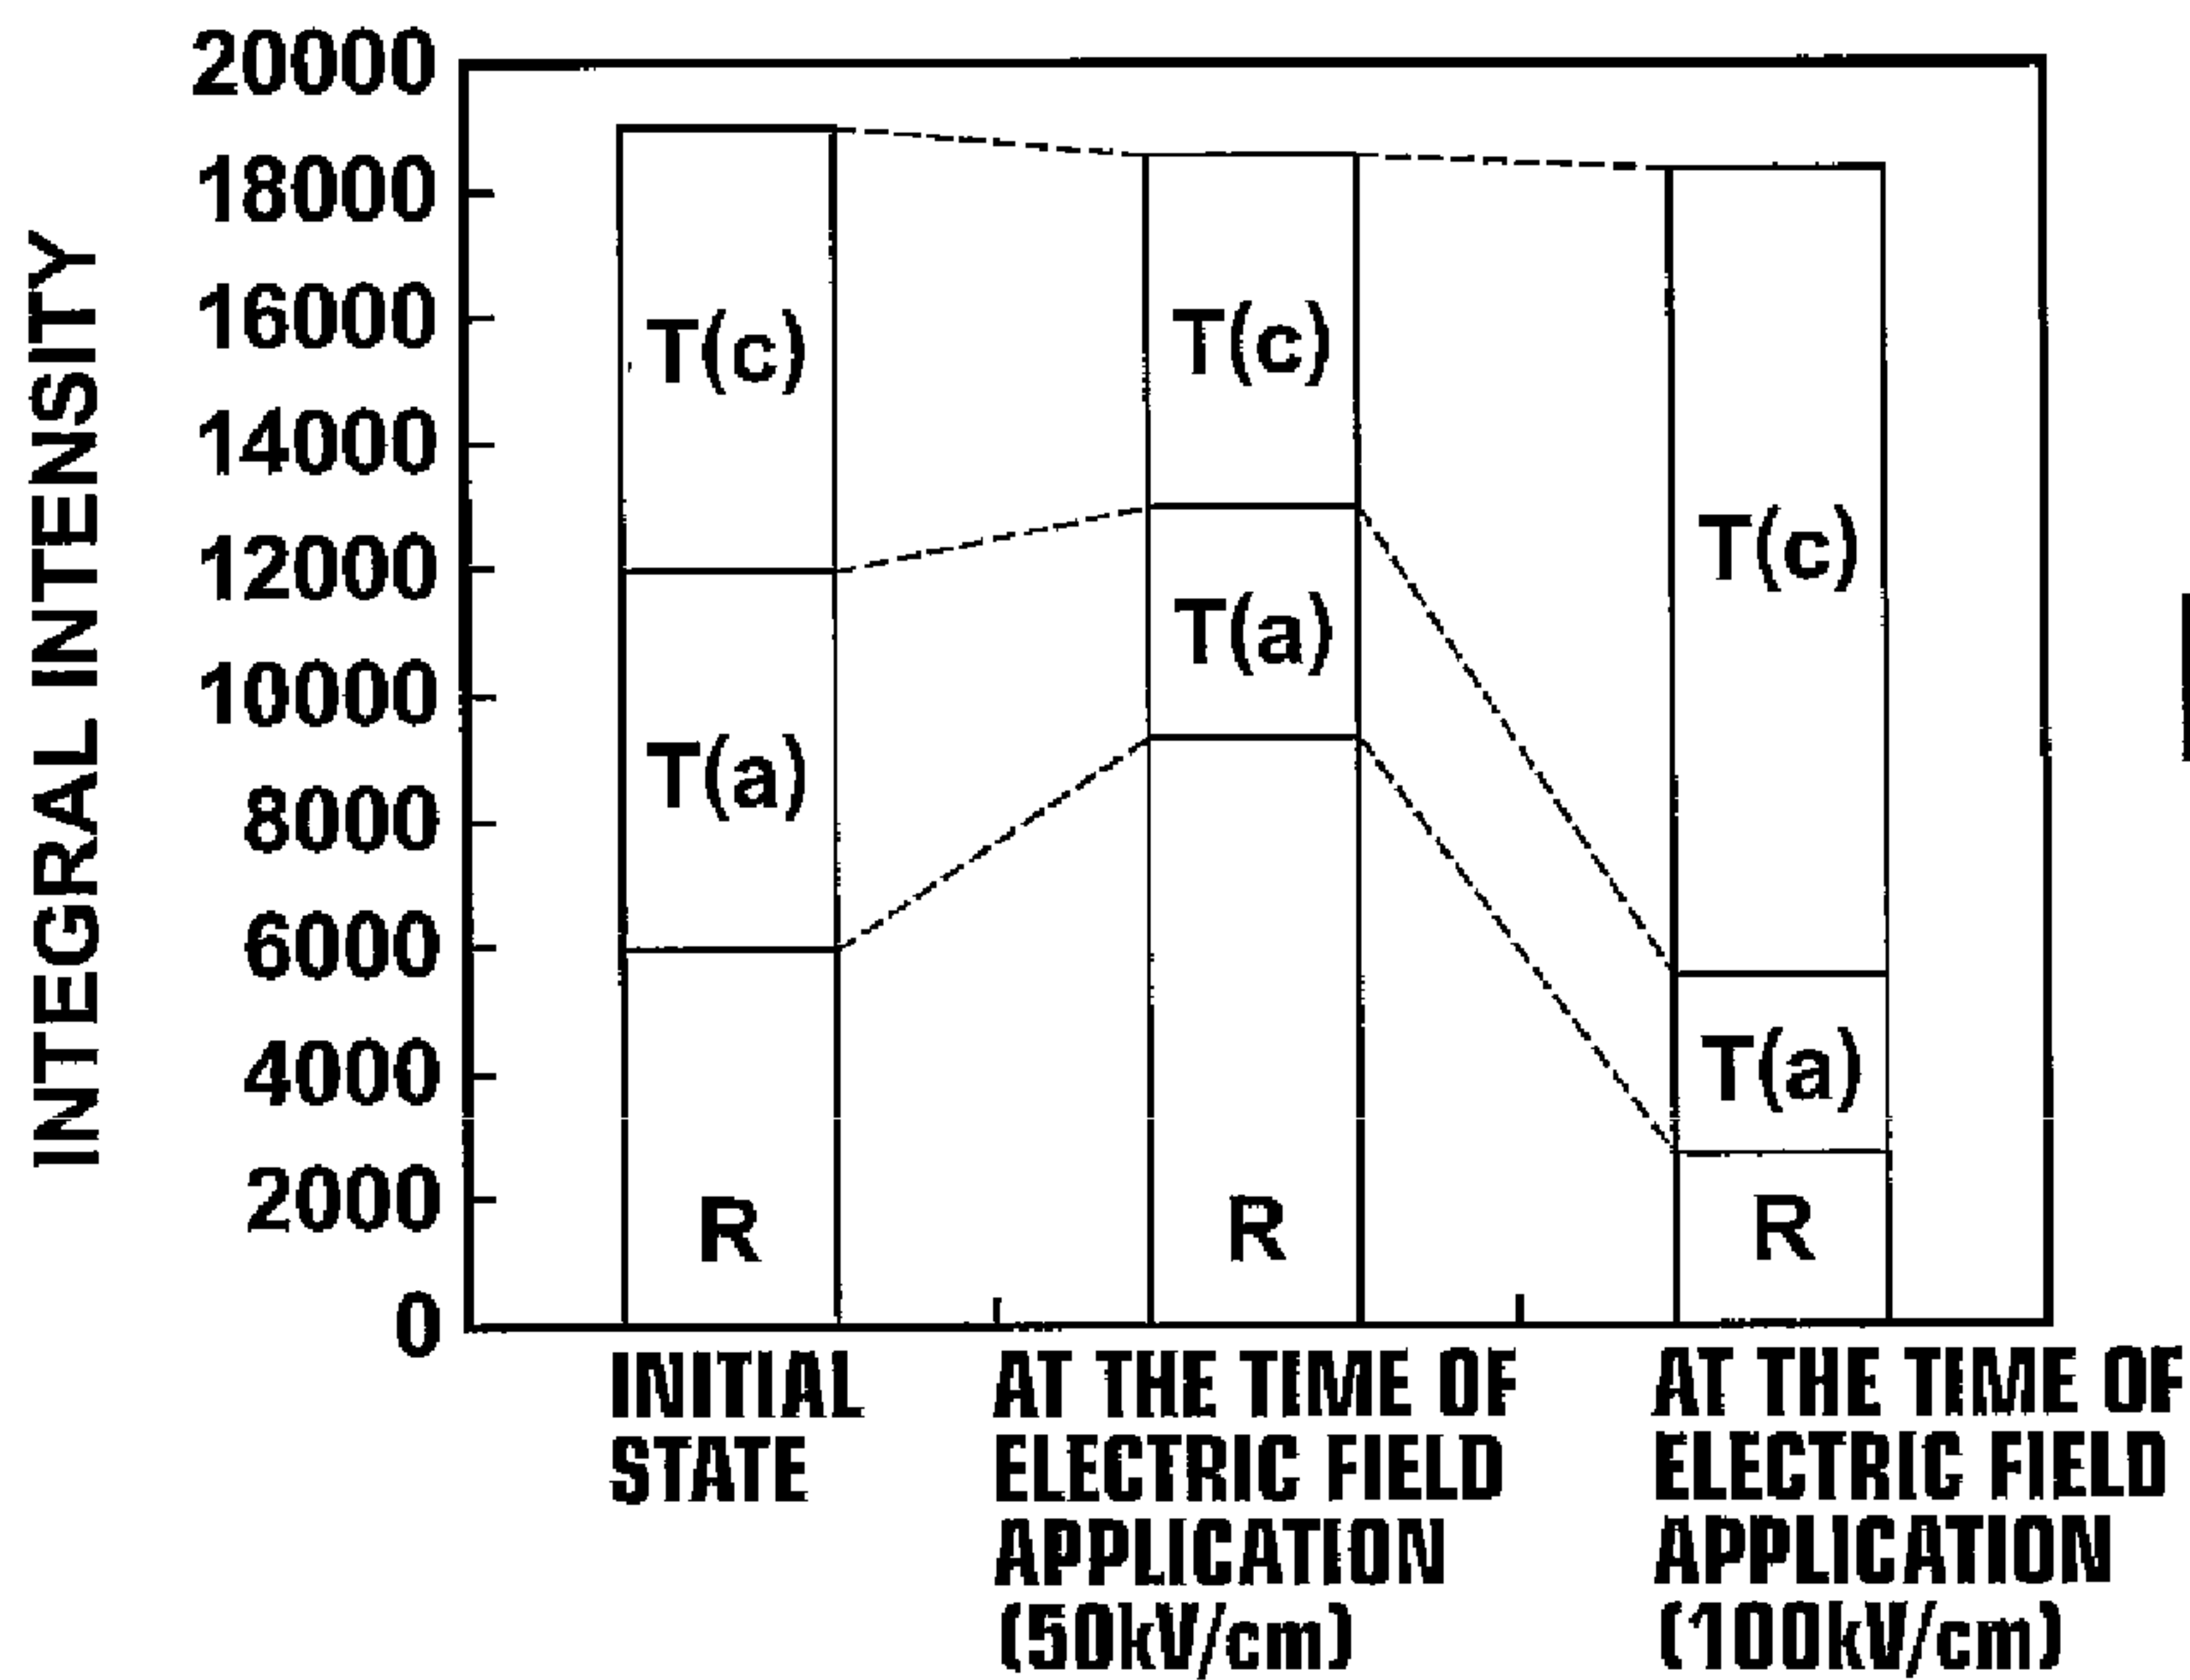 INTEGRAL INTENSITY
20000
18000
16000
14000
12000
10000
8000
6000
4000
2000
0
T(c)
T(a)
R
T(c)
T(a)
R
T(c)
T(a)
R
INITIAL
STATE
AT THE TIME OF
ELECTRIC FIELD
APPLICATION
(50kV/cm)
AT THE TIME OF
ELECTRIC FIELD
APPLICATION
(100kV/cm)